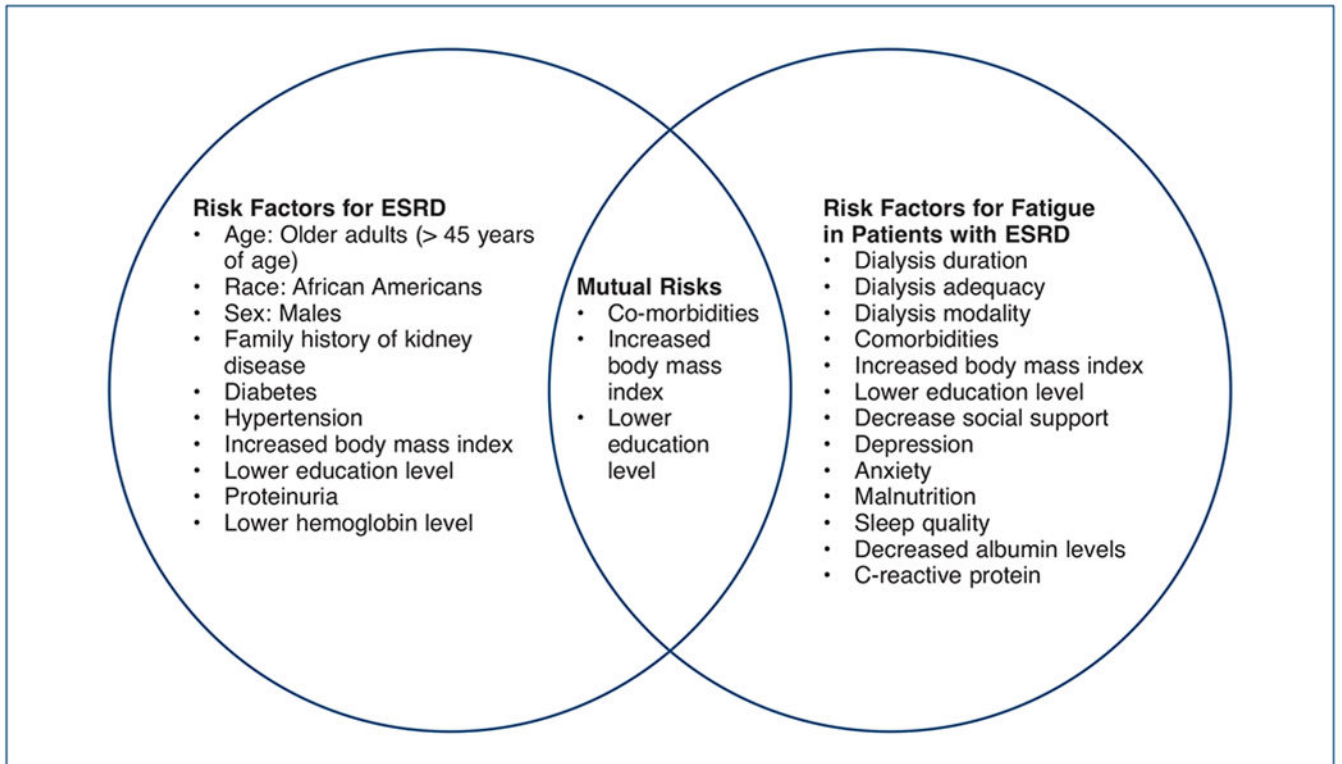 Risk Factors for ESRD
• Age: Older adults (> 45 years
of age)
• Race: African Americans
• Sex: Males
• Family history of kidney
disease
• Diabetes
• Hypertension
• Increased body mass index
• Lower education level
• Proteinuria
• Lower hemoglobin level
Mutual Risks
• Co-morbidities
• Increased
body mass
index
• Lower
education
level
Risk Factors for Fatigue
in Patients with ESRD
• Dialysis duration
• Dialysis adequacy
• Dialysis modality
• Comorbidities
• Increased body mass index
• Lower education level
• Decrease social support
• Depression
• Anxiety
• Malnutrition
• Sleep quality
• Decreased albumin levels
• C-reactive protein